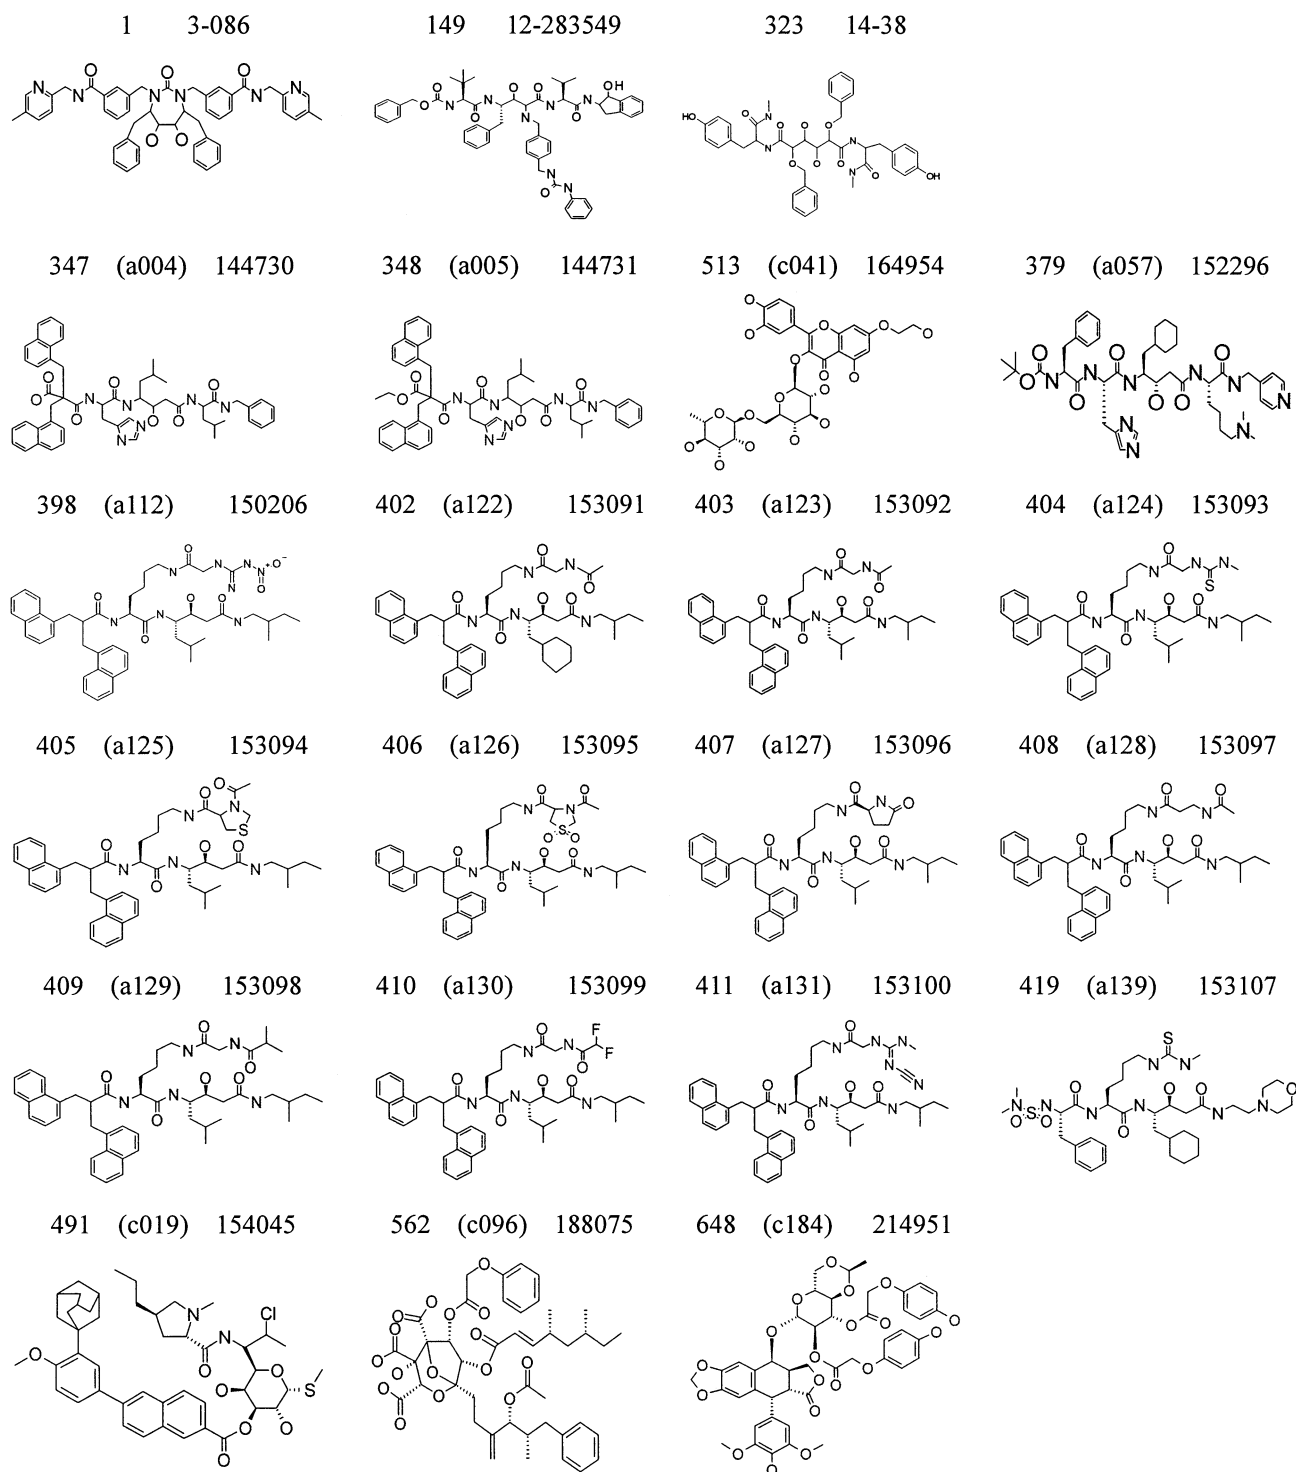 1 3-086 149 12-283549 323 14-38
347 (a004) 144730 348 (a005) 144731 513 (c041) 164954 379 (a057) 152296
398 (a112) 150206 402 (a122) 153091 403 (a123) 153092 404 (a124) 153093
405 (a125) 153094 406 (a126) 153095 407 (a127) 153096 408 (a128) 153097
409 (a129) 153098 410 (a130) 153099 411 (a131) 153100 419 (a139) 153107
491 (c019) 154045 562 (c096) 188075 648 (c184) 214951